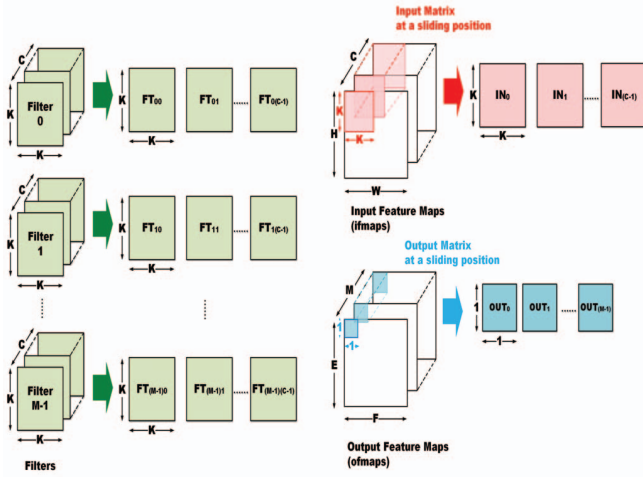 C
K
Filter
0
K
K
FT00
FT01
......
FT0(C-1)
K
C
K
Filter
1
K
K
FT10
FT11
......
FT1(C-1)
K
......
......
C
K
Filter
M-1
K
K
FT(M-1)0
FT(M-1)1
......
FT(M-1)(C-1)
K
Filters
Input Matrix
at a sliding position
C
K
K
H
W
K
IN0
IN1
......
IN(C-1)
K
Input Feature Maps
(ifmaps)
Output Matrix
at a sliding position
M
1
1
E
F
1
OUT0
OUT1
......
OUT(M-1)
1
Output Feature Maps
(ofmaps)